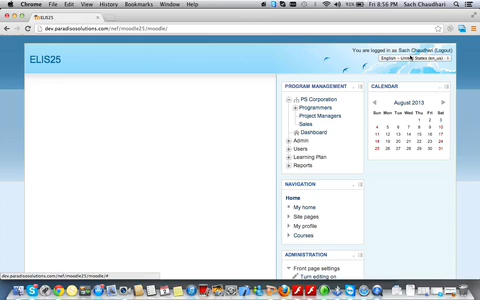 Chrome File Edit View History Bookmarks Window Help
91% Fri 8:56 PM Sach Chaudhari
ELIS25
dev.paradisosolutions.com/nef/moodle25/moodle/
You are logged in as Sach Chaudhari (Logout)
ELIS25
English - United States (en_us)
PROGRAM MANAGEMENT
PS Corporation
Programmers
Project Managers
Sales
Dashboard
Admin
Users
Learning Plan
Reports
CALENDAR
August 2013
Sun Mon Tue Wed Thu Fri Sat
1 2 3
4 5 6 7 8 9 10
11 12 13 14 15 16 17
18 19 20 21 22 23 24
25 26 27 28 29 30 31
NAVIGATION
Home
My home
Site pages
My profile
Courses
ADMINISTRATION
Front page settings
Turn editing on
dev.paradisosolutions.com/nef/moodle25/moodle/#